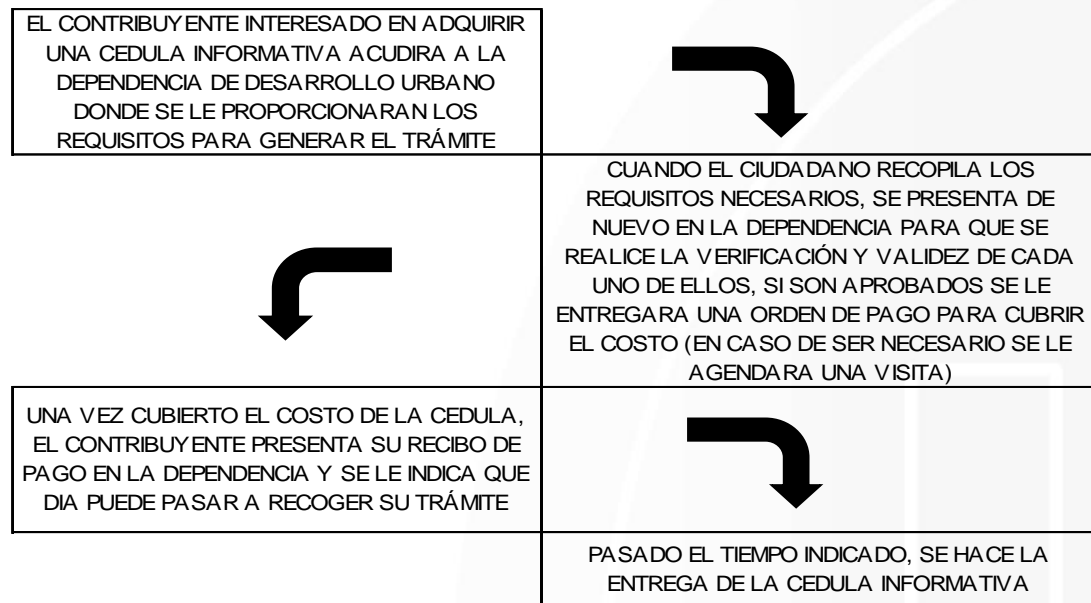 EL CONTRIBUYENTE INTERESADO EN ADQUIRIR
UNA CEDULA INFORMATIVA ACUDIRA A LA
DEPENDENCIA DE DESARROLLO URBANO
DONDE SE LE PROPORCIONARAN LOS
REQUISITOS PARA GENERAR EL TRÁMITE
CUANDO EL CIUDADANO RECOPILA LOS
REQUISITOS NECESARIOS, SE PRESENTA DE
NUEVO EN LA DEPENDENCIA PARA QUE SE
REALICE LA VERIFICACIÓN Y VALIDEZ DE CADA
UNO DE ELLOS, SI SON APROBADOS SE LE
ENTREGARA UNA ORDEN DE PAGO PARA CUBRIR
EL COSTO (EN CASO DE SER NECESARIO SE LE
AGENDARA UNA VISITA)
UNA VEZ CUBIERTO EL COSTO DE LA CEDULA,
EL CONTRIBUYENTE PRESENTA SU RECIBO DE
PAGO EN LA DEPENDENCIA Y SE LE INDICA QUE
DIA PUEDE PASAR A RECOGER SU TRÁMITE
PASADO EL TIEMPO INDICADO, SE HACE LA
ENTREGA DE LA CEDULA INFORMATIVA